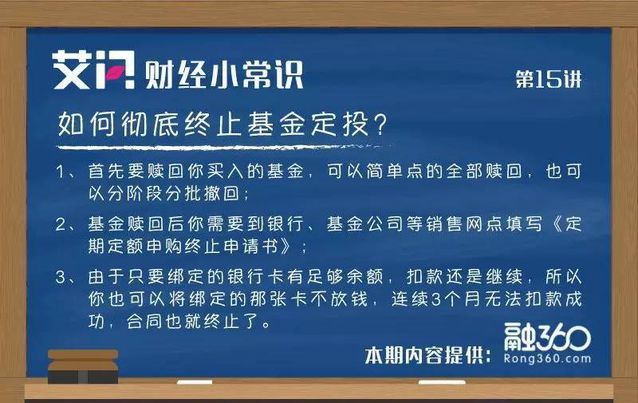 艾问 财经小常识 第15讲
如何彻底终止基金定投？
1、首先要赎回你买入的基金，可以简单点的全部赎回，也可
以分阶段分批撤回；
2、基金赎回后你需要到银行、基金公司等销售网点填写《定
期定额申购终止申请书》；
3、由于只要绑定的银行卡有足够余额，扣款还是继续，所以
你也可以将绑定的那张卡不放钱，连续3个月无法扣款成
功，合同也就终止了。
本期内容提供：融360
Rong360.com